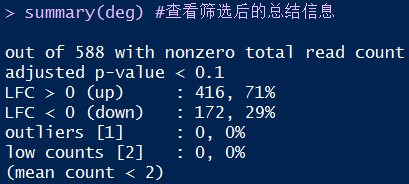 > summary(deg) #查看筛选后的总结信息
out of 588 with nonzero total read count
adjusted p-value < 0.1
LFC > 0 (up)       : 416, 71%
LFC < 0 (down)     : 172, 29%
outliers [1]       : 0, 0%
low counts [2]     : 0, 0%
(mean count < 2)